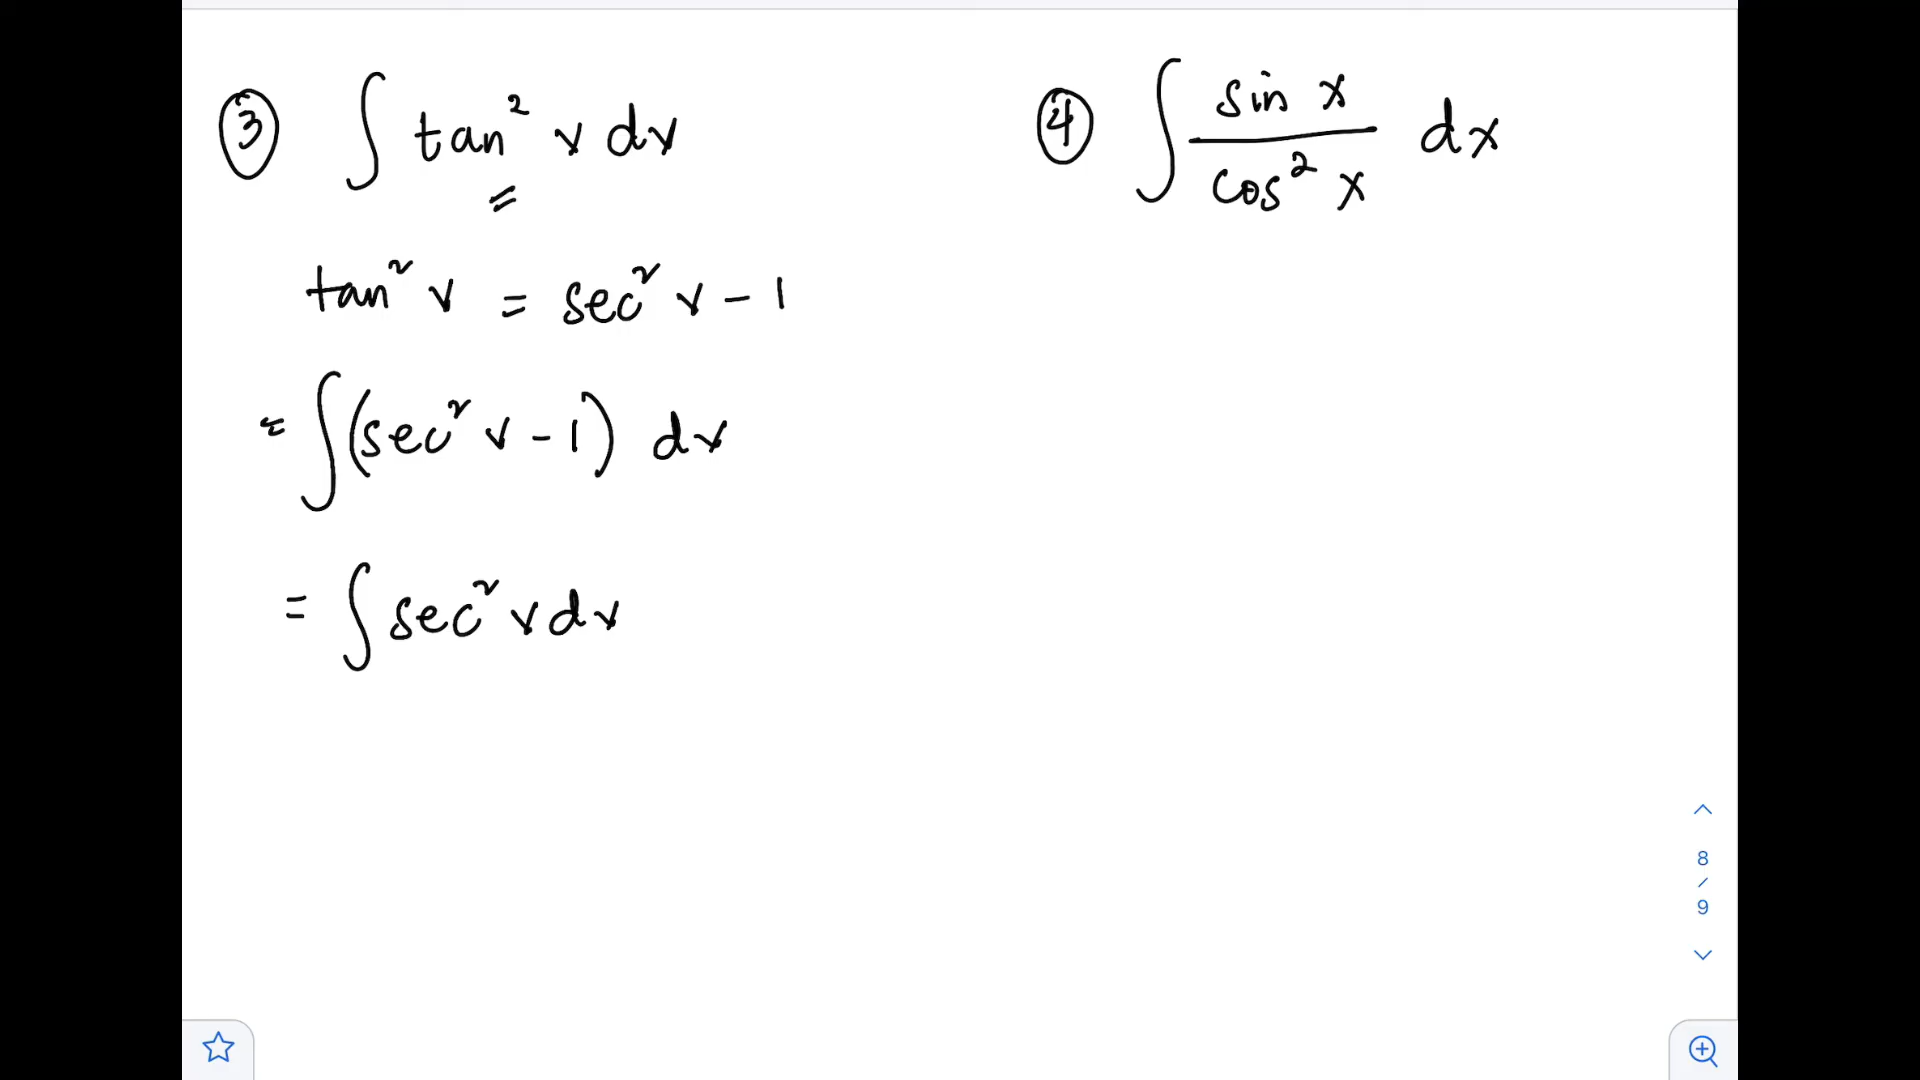 ③ ∫ tan² v dv
=
tan² v = sec² v - 1
= ∫ (sec² v - 1) dv
= ∫ sec² v dv
④ ∫ sin x / cos² x dx
8
/
9